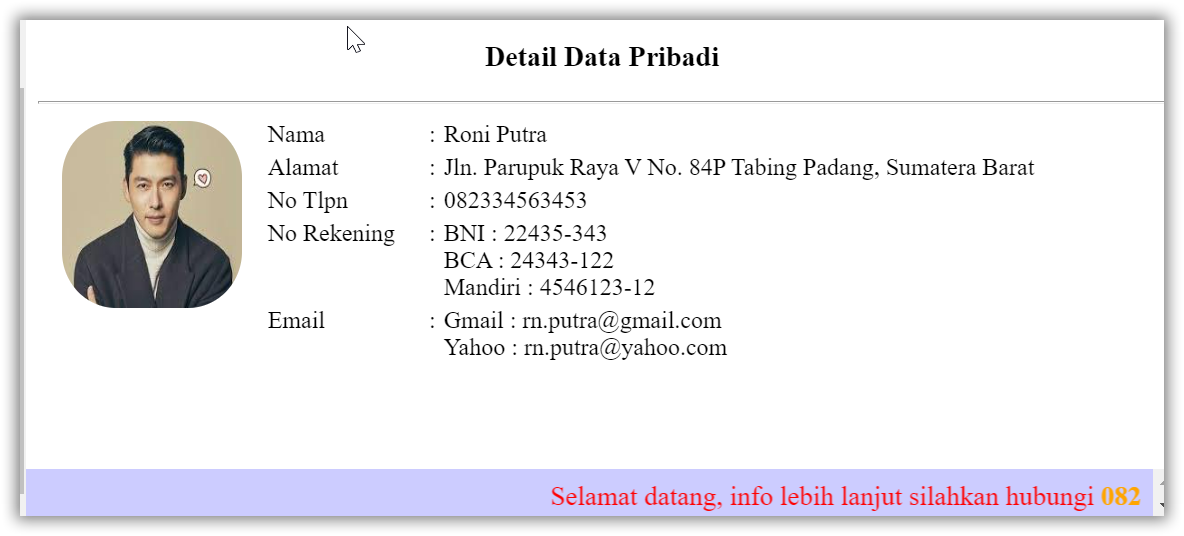 Detail Data Pribadi
Nama : Roni Putra
Alamat : Jln. Parupuk Raya V No. 84P Tabing Padang, Sumatera Barat
No Tlpn : 082334563453
No Rekening : BNI : 22435-343
BCA : 24343-122
Mandiri : 4546123-12
Email : Gmail : rn.putra@gmail.com
Yahoo : rn.putra@yahoo.com
Selamat datang, info lebih lanjut silahkan hubungi 082